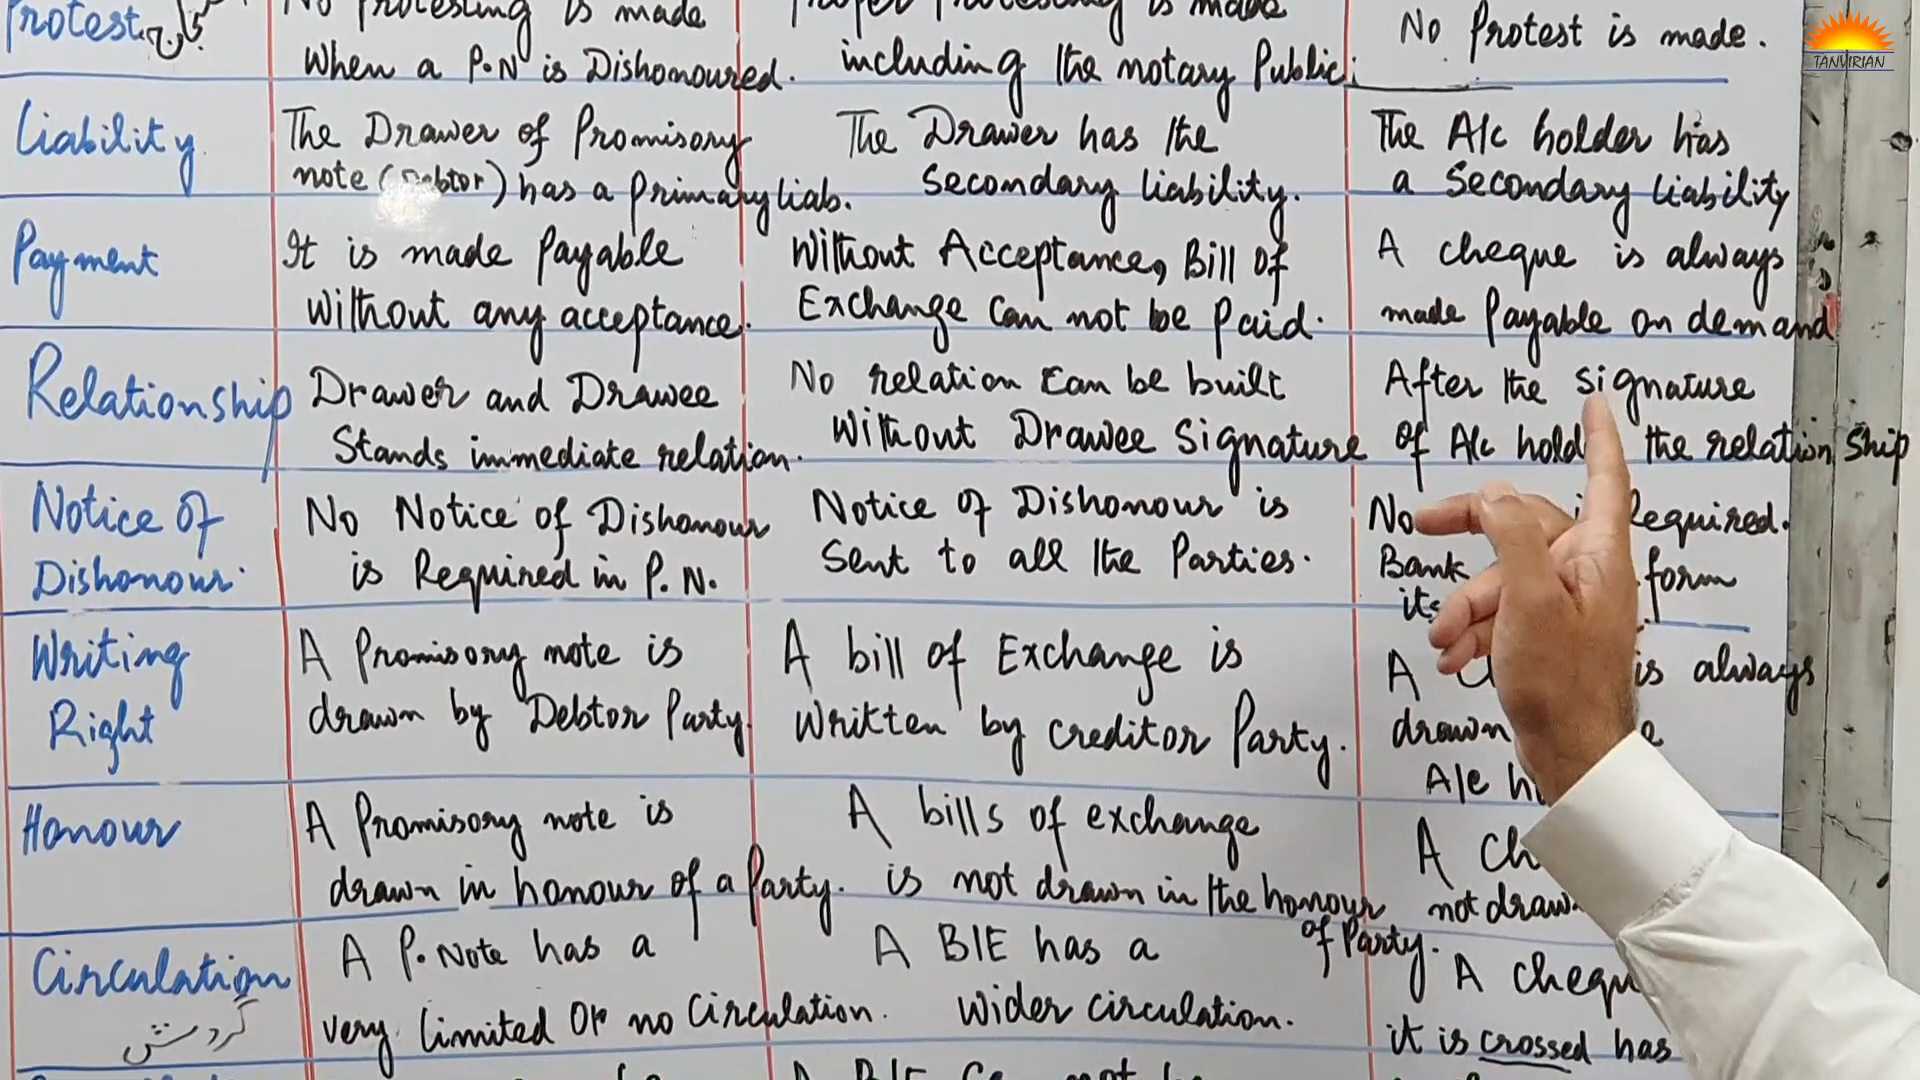 Protest
No Protesting is made
When a P.N is Dishonoured.
Proper Protesting is made
including the notary Public.
No Protest is made.
TANVIRIAN
Liability
The Drawer of Promisory
note (Debtor) has a Primary liab.
The Drawer has the
Secondary liability.
The A/c holder has
a Secondary liability
Payment
It is made Payable
without any acceptance.
Without Acceptance, Bill of
Exchange Can not be Paid.
A cheque is always
made Payable on demand
Relationship
Drawer and Drawee
Stands immediate relation.
No relation Can be built
without Drawee Signature
After the signature
of A/c hold the relation Ship
Notice of
Dishonour.
No Notice of Dishonour
is Required in P.N.
Notice of Dishonour is
Sent to all the Parties.
No Required.
Bank form
its
Writing
Right
A Promisory note is
drawn by Debtor Party.
A bill of Exchange is
Written by creditor Party.
A is always
drawn
A/c
Honour
A Promisory note is
drawn in honour of a Party.
A bills of exchange
is not drawn in the honour
of Party.
A
not
Circulation
گردش
A P.Note has a
very limited Or no Circulation.
A B/E has a
Wider Circulation.
A
it is crossed has